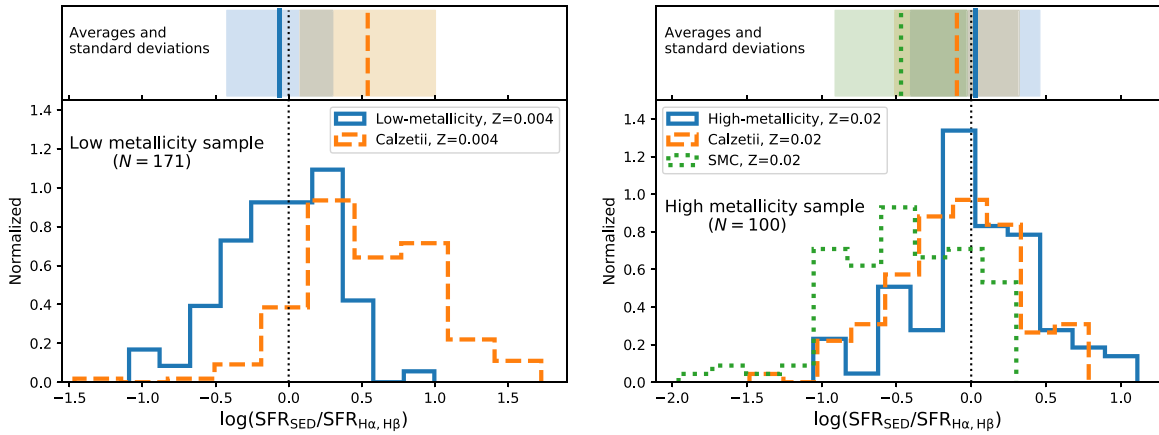 Averages and
standard deviations
1.4
1.2
1.0
0.8
0.6
0.4
0.2
0.0
Normalized
Low-metallicity, Z=0.004
Calzetii, Z=0.004
Low metallicity sample
(N = 171)
−1.5 −1.0 −0.5 0.0 0.5 1.0 1.5
log(SFR_SED/SFR_Hα, Hβ)
Averages and
standard deviations
1.4
1.2
1.0
0.8
0.6
0.4
0.2
0.0
Normalized
High-metallicity, Z=0.02
Calzetii, Z=0.02
SMC, Z=0.02
High metallicity sample
(N = 100)
−2.0 −1.5 −1.0 −0.5 0.0 0.5 1.0
log(SFR_SED/SFR_Hα, Hβ)